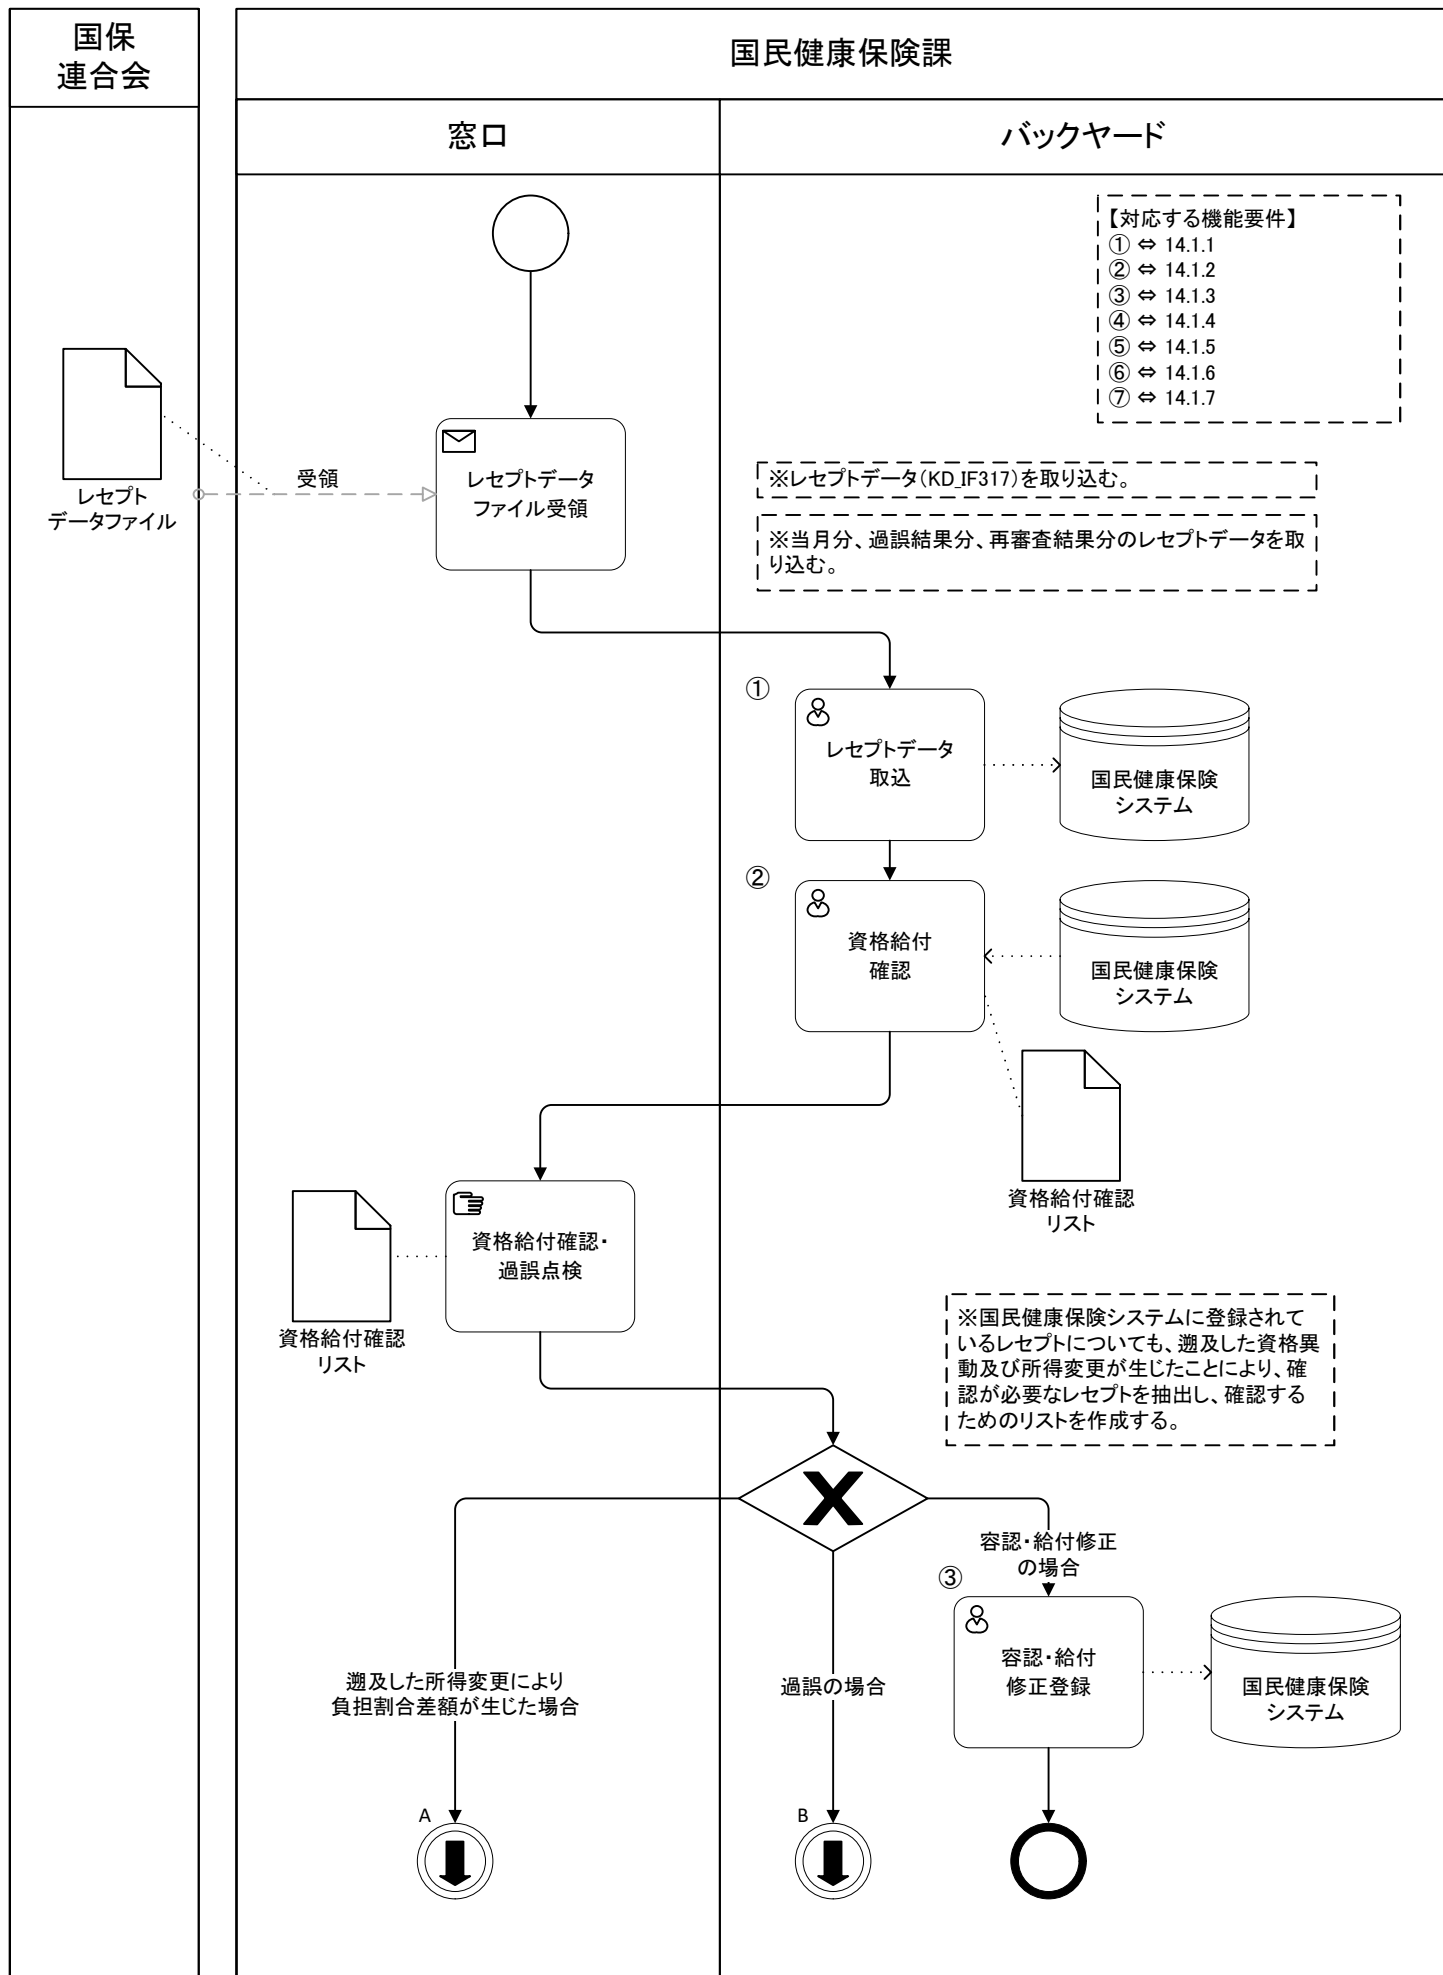 国保
連合会
国民健康保険課
窓口
バックヤード
【対応する機能要件】
① ⇔ 14.1.1
② ⇔ 14.1.2
③ ⇔ 14.1.3
④ ⇔ 14.1.4
⑤ ⇔ 14.1.5
⑥ ⇔ 14.1.6
⑦ ⇔ 14.1.7
レセプト
データファイル
受領
レセプトデータ
ファイル受領
※レセプトデータ(KD_IF317)を取り込む。
※当月分、過誤結果分、再審査結果分のレセプトデータを取
り込む。
①
レセプトデータ
取込
国民健康保険
システム
②
資格給付
確認
国民健康保険
システム
資格給付確認
リスト
資格給付確認・
過誤点検
資格給付確認
リスト
※国民健康保険システムに登録されて
いるレセプトについても、遡及した資格異
動及び所得変更が生じたことにより、確
認が必要なレセプトを抽出し、確認する
ためのリストを作成する。
容認・給付修正
の場合
③
容認・給付
修正登録
国民健康保険
システム
遡及した所得変更により
負担割合差額が生じた場合
過誤の場合
A
B